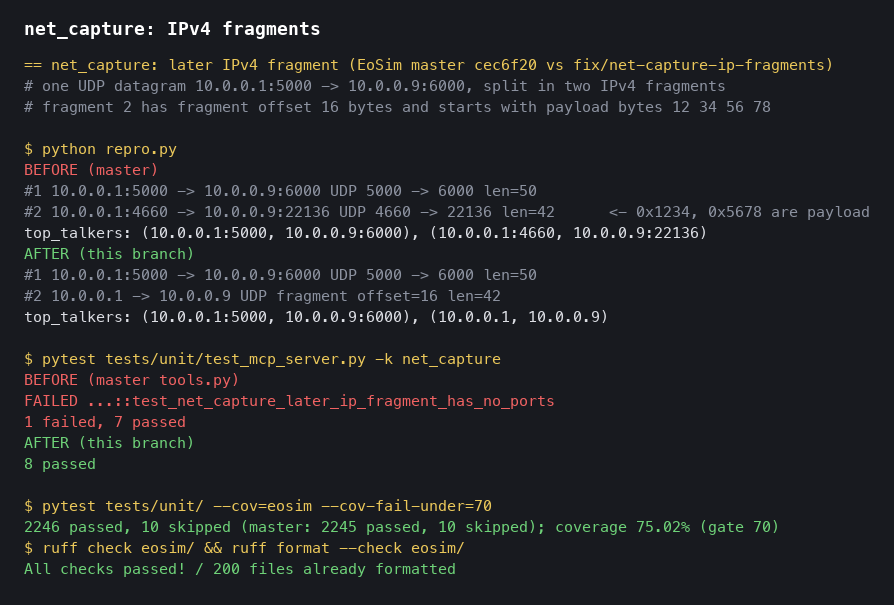 net_capture: IPv4 fragments
== net_capture: later IPv4 fragment (EoSim master cec6f20 vs fix/net-capture-ip-fragments)
# one UDP datagram 10.0.0.1:5000 -> 10.0.0.9:6000, split in two IPv4 fragments
# fragment 2 has fragment offset 16 bytes and starts with payload bytes 12 34 56 78
$ python repro.py
BEFORE (master)
#1 10.0.0.1:5000 -> 10.0.0.9:6000 UDP 5000 -> 6000 len=50
#2 10.0.0.1:4660 -> 10.0.0.9:22136 UDP 4660 -> 22136 len=42      <- 0x1234, 0x5678 are payload
top_talkers: (10.0.0.1:5000, 10.0.0.9:6000), (10.0.0.1:4660, 10.0.0.9:22136)
AFTER (this branch)
#1 10.0.0.1:5000 -> 10.0.0.9:6000 UDP 5000 -> 6000 len=50
#2 10.0.0.1 -> 10.0.0.9 UDP fragment offset=16 len=42
top_talkers: (10.0.0.1:5000, 10.0.0.9:6000), (10.0.0.1, 10.0.0.9)
$ pytest tests/unit/test_mcp_server.py -k net_capture
BEFORE (master tools.py)
FAILED ...::test_net_capture_later_ip_fragment_has_no_ports
1 failed, 7 passed
AFTER (this branch)
8 passed
$ pytest tests/unit/ --cov=eosim --cov-fail-under=70
2246 passed, 10 skipped (master: 2245 passed, 10 skipped); coverage 75.02% (gate 70)
$ ruff check eosim/ && ruff format --check eosim/
All checks passed! / 200 files already formatted